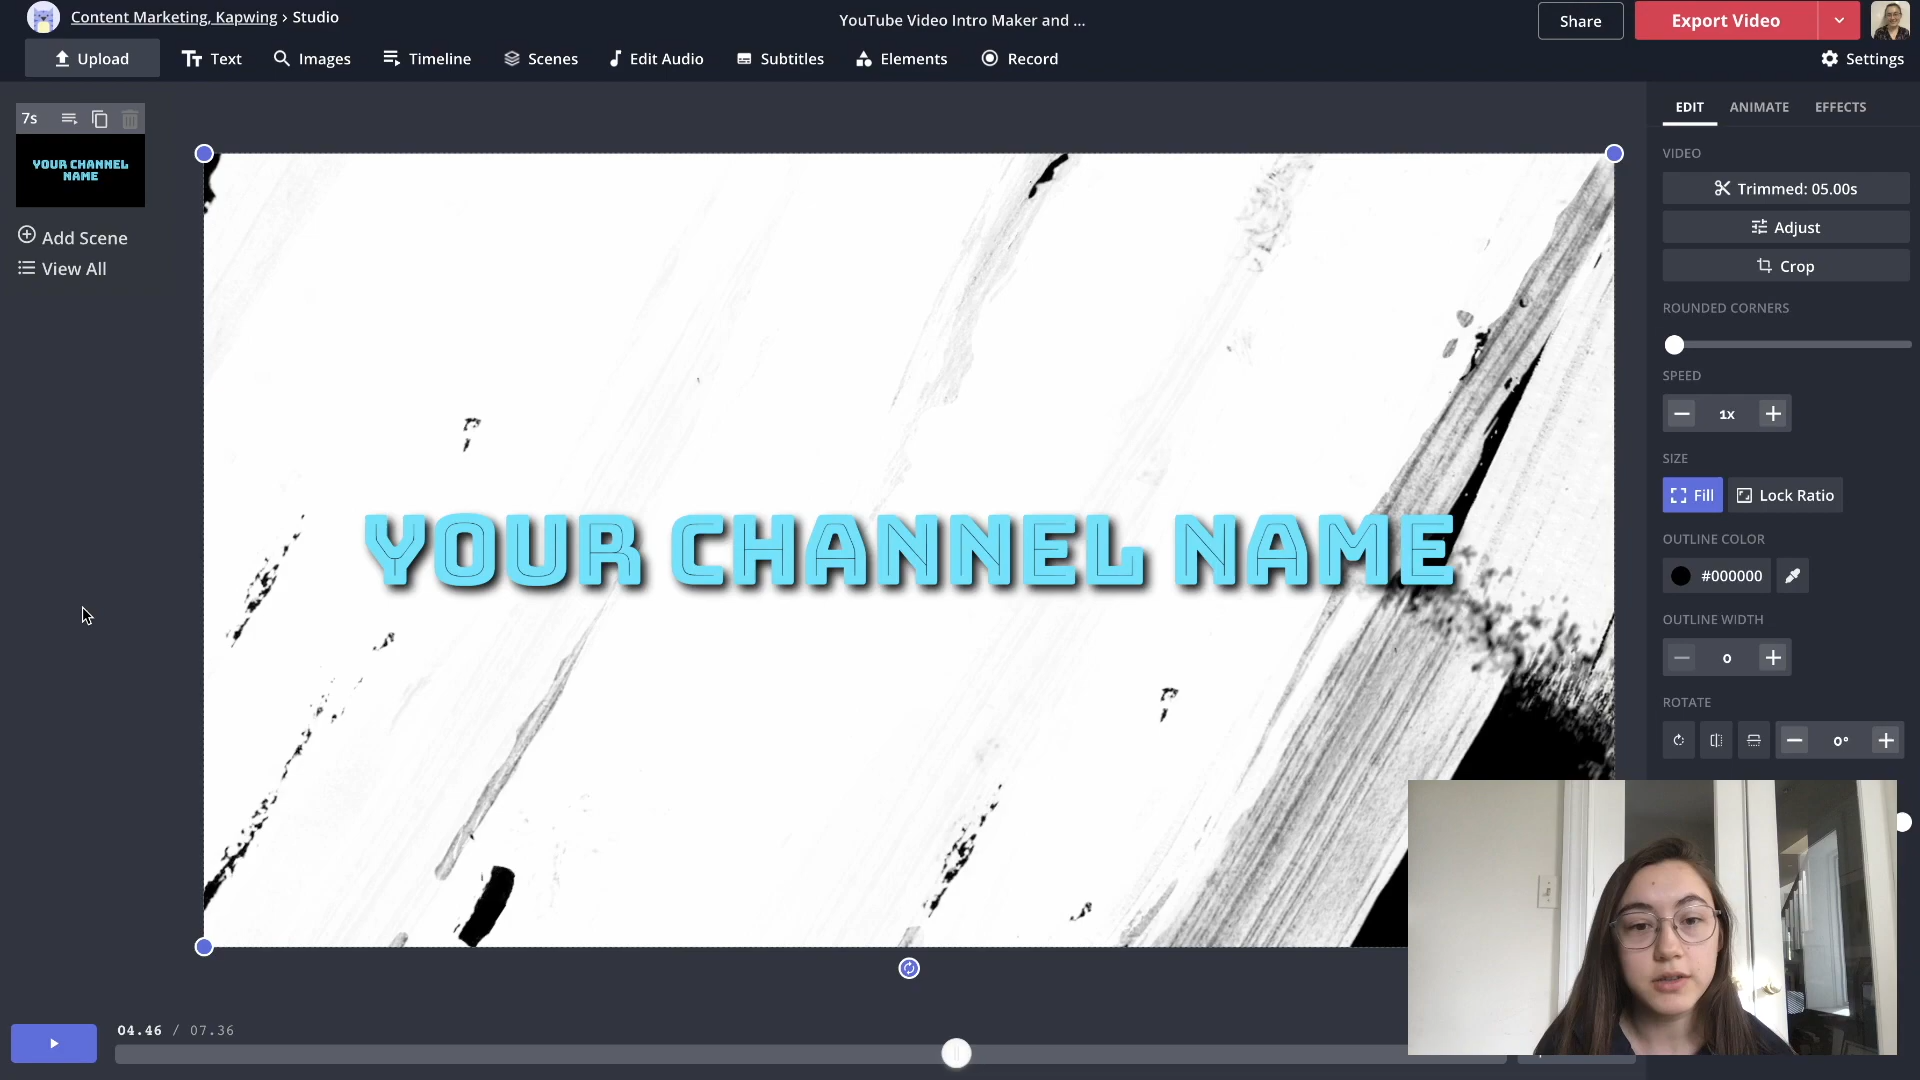 Content Marketing, Kapwing › Studio
YouTube Video Intro Maker and ...
Share
Export Video
Upload
Text
Images
Timeline
Scenes
Edit Audio
Subtitles
Elements
Record
Settings
7s
YOUR CHANNEL
NAME
Add Scene
View All
YOUR CHANNEL NAME
EDIT
ANIMATE
EFFECTS
VIDEO
Trimmed: 05.00s
Adjust
Crop
ROUNDED CORNERS
SPEED
1x
SIZE
Fill
Lock Ratio
OUTLINE COLOR
#000000
OUTLINE WIDTH
0
ROTATE
0°
04.46 / 07.36